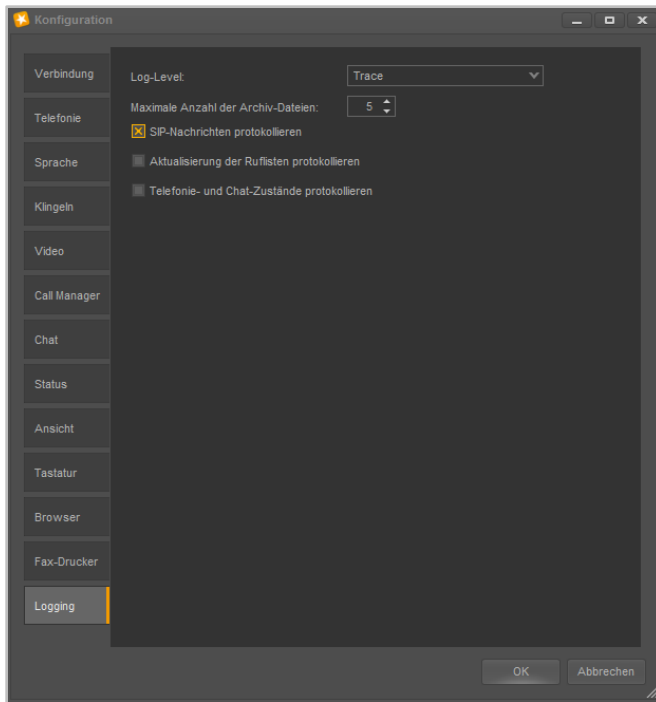 Konfiguration
Verbindung
Telefonie
Sprache
Klingeln
Video
Call Manager
Chat
Status
Ansicht
Tastatur
Browser
Fax-Drucker
Logging
Log-Level:
Trace
Maximale Anzahl der Archiv-Dateien:
5
SIP-Nachrichten protokollieren
Aktualisierung der Ruflisten protokollieren
Telefonie- und Chat-Zustände protokollieren
OK
Abbrechen